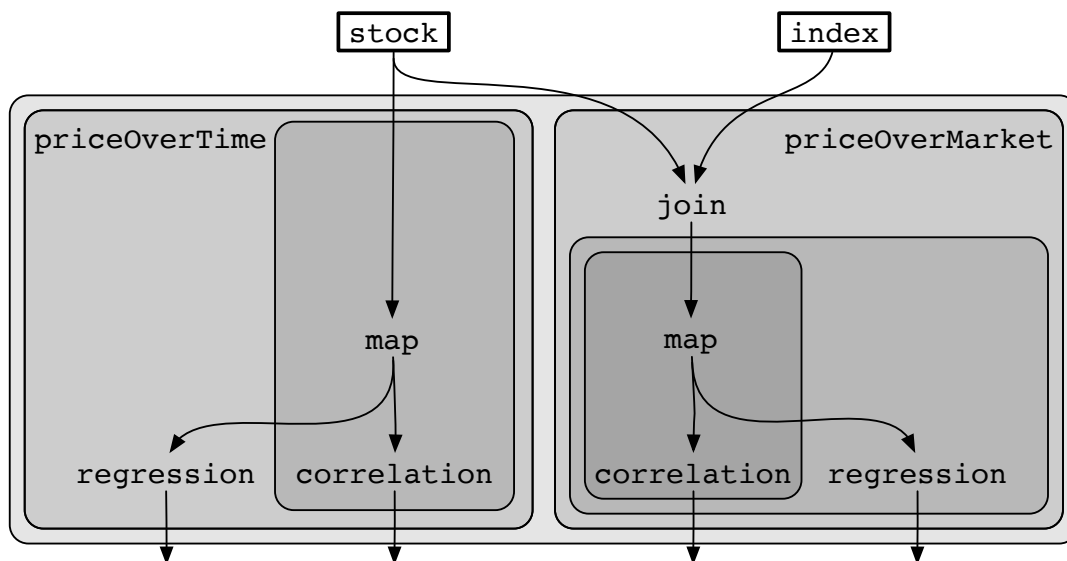 stock
index
priceOverTime
priceOverMarket
join
map
map
regression
correlation
correlation
regression